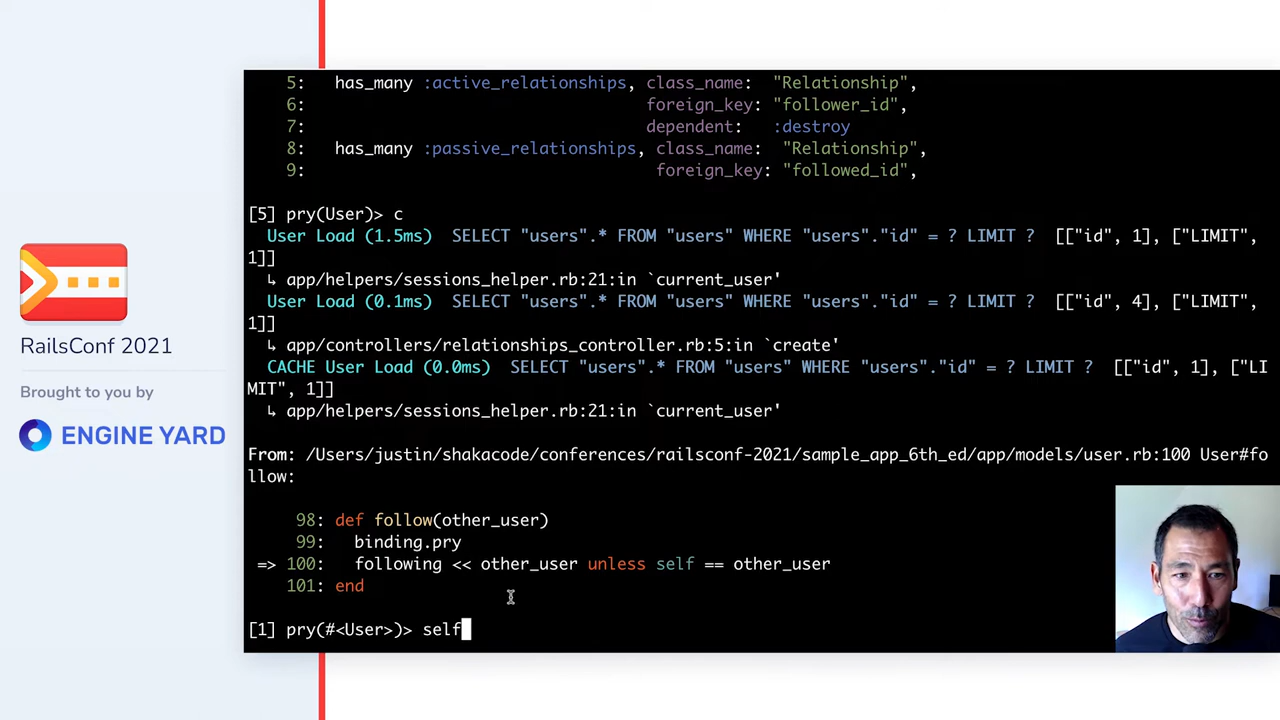 5:   has_many :active_relationships, class_name:  "Relationship",
6:                                   foreign_key: "follower_id",
7:                                   dependent:   :destroy
8:   has_many :passive_relationships, class_name:  "Relationship",
9:                                    foreign_key: "followed_id",
[5] pry(User)> c
User Load (1.5ms)  SELECT "users".* FROM "users" WHERE "users"."id" = ? LIMIT ?  [["id", 1], ["LIMIT",
1]]
↳ app/helpers/sessions_helper.rb:21:in `current_user'
User Load (0.1ms)  SELECT "users".* FROM "users" WHERE "users"."id" = ? LIMIT ?  [["id", 4], ["LIMIT",
1]]
↳ app/controllers/relationships_controller.rb:5:in `create'
CACHE User Load (0.0ms)  SELECT "users".* FROM "users" WHERE "users"."id" = ? LIMIT ?  [["id", 1], ["LI
MIT", 1]]
↳ app/helpers/sessions_helper.rb:21:in `current_user'
From: /Users/justin/shakacode/conferences/railsconf-2021/sample_app_6th_ed/app/models/user.rb:100 User#fo
llow:
98: def follow(other_user)
99:   binding.pry
=> 100:   following << other_user unless self == other_user
101: end
[1] pry(#<User>)> self
RailsConf 2021
Brought to you by
ENGINE YARD